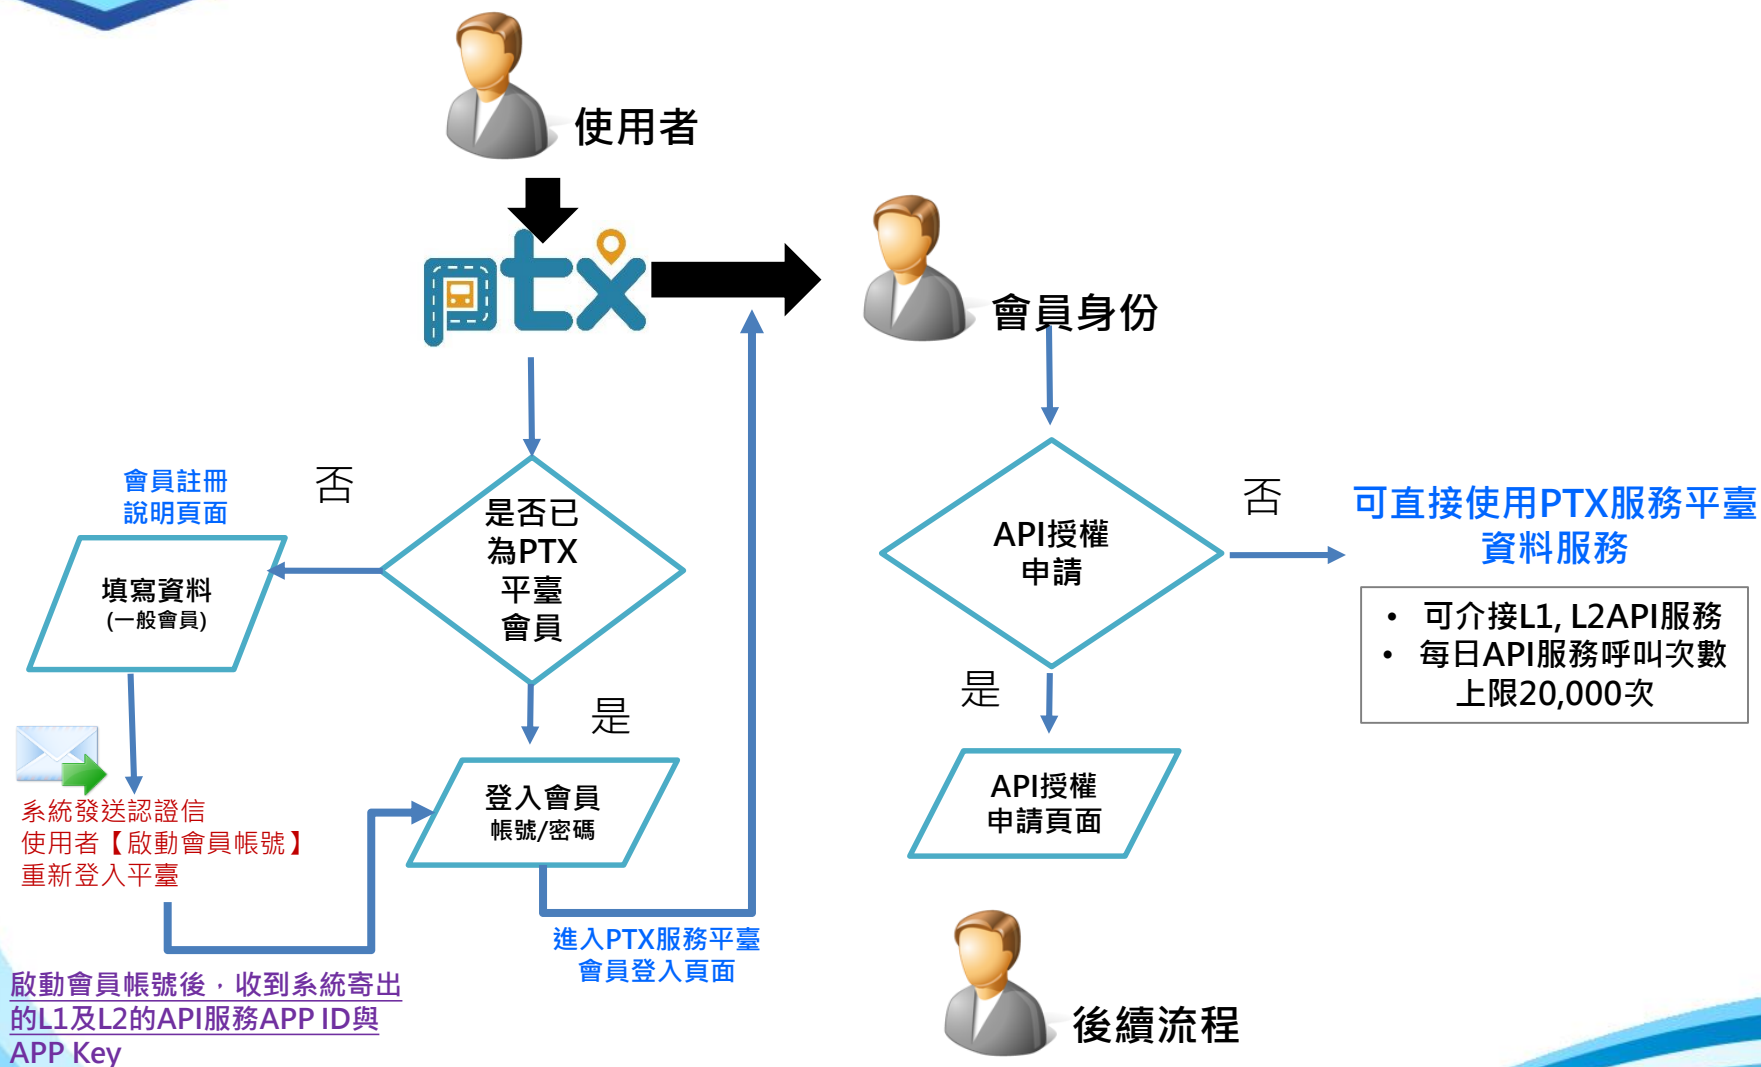 使用者
ptx
會員身份
會員註冊
說明頁面
否
是否已
為PTX
平臺
會員
填寫資料
(一般會員)
是
系統發送認證信
使用者【啟動會員帳號】
重新登入平臺
登入會員
帳號/密碼
進入PTX服務平臺
會員登入頁面
啟動會員帳號後，收到系統寄出
的L1及L2的API服務APP ID與
APP Key
API授權
申請
否
可直接使用PTX服務平臺
資料服務
• 可介接L1, L2API服務
• 每日API服務呼叫次數
上限20,000次
是
API授權
申請頁面
後續流程